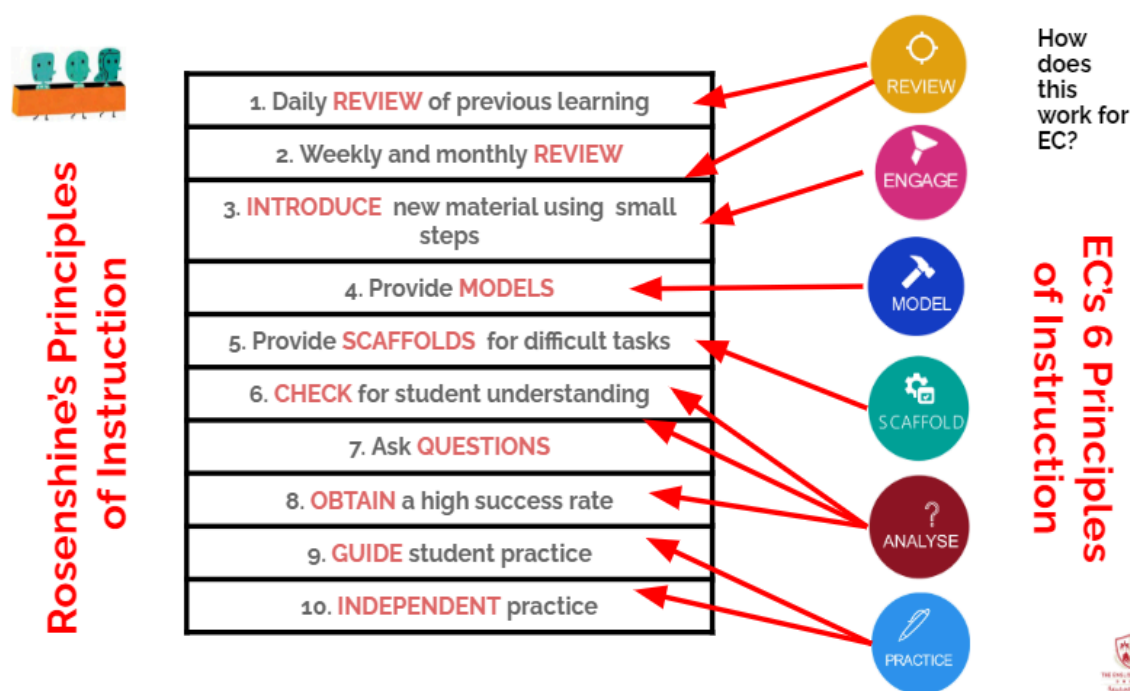 Rosenshine's Principles
of Instruction
1. Daily REVIEW of previous learning
2. Weekly and monthly REVIEW
3. INTRODUCE new material using small
steps
4. Provide MODELS
5. Provide SCAFFOLDS for difficult tasks
6. CHECK for student understanding
7. Ask QUESTIONS
8. OBTAIN a high success rate
9. GUIDE student practice
10. INDEPENDENT practice
REVIEW
ENGAGE
MODEL
SCAFFOLD
?
ANALYSE
PRACTICE
How
does
this
work for
EC?
EC's 6 Principles
of Instruction
THE ENGLIS